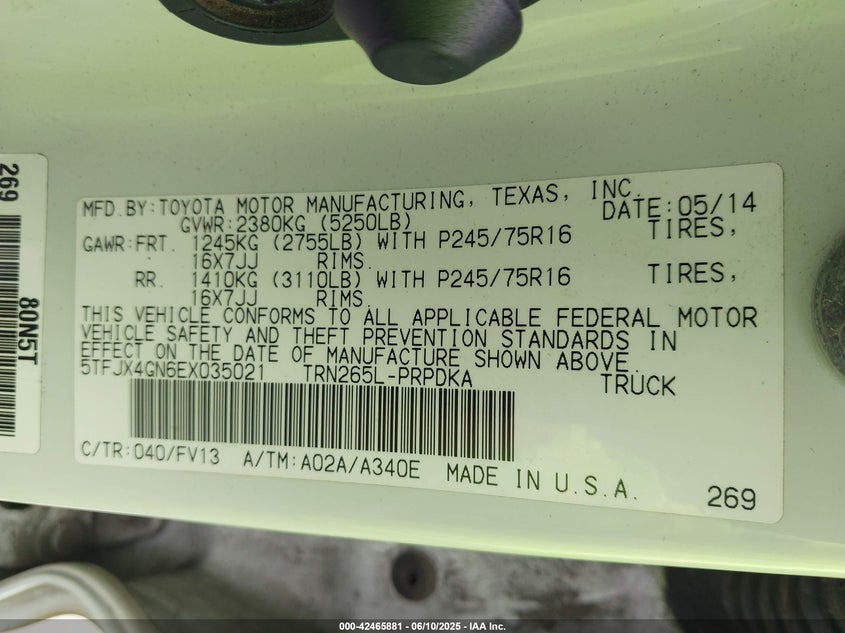 MFD.BY:TOYOTA MOTOR MANUFACTURING, TEXAS, INC.
GVWR:2380KG (5250LB) DATE:05/14
GAWR:FRT. 1245KG (2755LB) WITH P245/75R16 TIRES,
16X7JJ RIMS.
RR. 1410KG (3110LB) WITH P245/75R16 TIRES,
16X7JJ RIMS.
THIS VEHICLE CONFORMS TO ALL APPLICABLE FEDERAL MOTOR
VEHICLE SAFETY AND THEFT PREVENTION STANDARDS IN
EFFECT ON THE DATE OF MANUFACTURE SHOWN ABOVE.
5TFJX4GN6EX035021 TRN265L-PRPDKA TRUCK
C/TR:040/FV13 A/TM:A02A/A340E MADE IN U.S.A.
269
269
80N5T
000-42465881 - 06/10/2025 - IAA Inc.